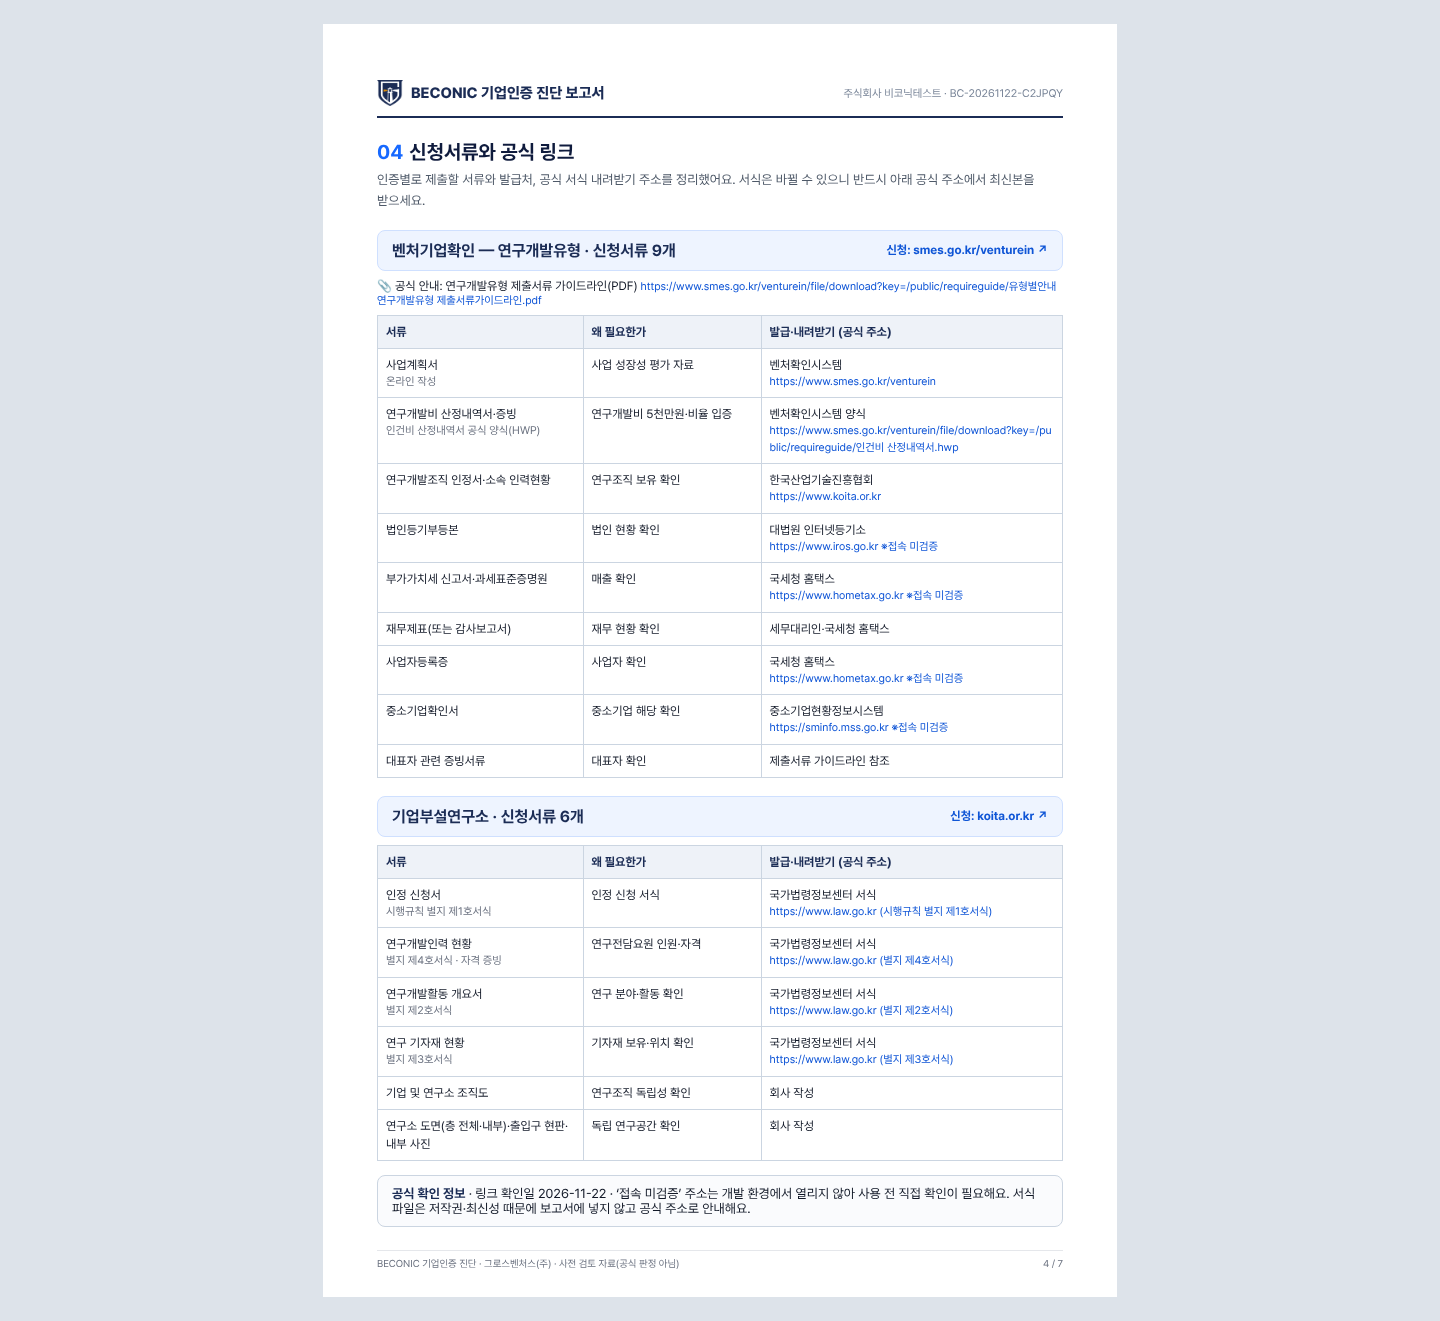 BECONIC 기업인증 진단 보고서
주식회사 비코닉테스트 · BC-20261122-C2JPQY
04 신청서류와 공식 링크
인증별로 제출할 서류와 발급처, 공식 서식 내려받기 주소를 정리했어요. 서식은 바뀔 수 있으니 반드시 아래 공식 주소에서 최신본을
받으세요.
벤처기업확인 — 연구개발유형 · 신청서류 9개
신청: smes.go.kr/venturein ↗
📎 공식 안내: 연구개발유형 제출서류 가이드라인(PDF) https://www.smes.go.kr/venturein/file/download?key=/public/requireguide/유형별안내
연구개발유형 제출서류가이드라인.pdf
서류 왜 필요한가 발급·내려받기 (공식 주소)
사업계획서 사업 성장성 평가 자료 벤처확인시스템
온라인 작성 https://www.smes.go.kr/venturein
연구개발비 산정내역서·증빙 연구개발비 5천만원·비율 입증 벤처확인시스템 양식
인건비 산정내역서 공식 양식(HWP) https://www.smes.go.kr/venturein/file/download?key=/pu
blic/requireguide/인건비 산정내역서.hwp
연구개발조직 인정서·소속 인력현황 연구조직 보유 확인 한국산업기술진흥협회
https://www.koita.or.kr
법인등기부등본 법인 현황 확인 대법원 인터넷등기소
https://www.iros.go.kr ※접속 미검증
부가가치세 신고서·과세표준증명원 매출 확인 국세청 홈택스
https://www.hometax.go.kr ※접속 미검증
재무제표(또는 감사보고서) 재무 현황 확인 세무대리인·국세청 홈택스
사업자등록증 사업자 확인 국세청 홈택스
https://www.hometax.go.kr ※접속 미검증
중소기업확인서 중소기업 해당 확인 중소기업현황정보시스템
https://sminfo.mss.go.kr ※접속 미검증
대표자 관련 증빙서류 대표자 확인 제출서류 가이드라인 참조
기업부설연구소 · 신청서류 6개
신청: koita.or.kr ↗
서류 왜 필요한가 발급·내려받기 (공식 주소)
인정 신청서 인정 신청 서식 국가법령정보센터 서식
시행규칙 별지 제1호서식 https://www.law.go.kr (시행규칙 별지 제1호서식)
연구개발인력 현황 연구전담요원 인원·자격 국가법령정보센터 서식
별지 제4호서식 · 자격 증빙 https://www.law.go.kr (별지 제4호서식)
연구개발활동 개요서 연구 분야·활동 확인 국가법령정보센터 서식
별지 제2호서식 https://www.law.go.kr (별지 제2호서식)
연구 기자재 현황 기자재 보유·위치 확인 국가법령정보센터 서식
별지 제3호서식 https://www.law.go.kr (별지 제3호서식)
기업 및 연구소 조직도 연구조직 독립성 확인 회사 작성
연구소 도면(층 전체·내부)·출입구 현판· 독립 연구공간 확인 회사 작성
내부 사진
공식 확인 정보 · 링크 확인일 2026-11-22 · ‘접속 미검증’ 주소는 개발 환경에서 열리지 않아 사용 전 직접 확인이 필요해요. 서식
파일은 저작권·최신성 때문에 보고서에 넣지 않고 공식 주소로 안내해요.
BECONIC 기업인증 진단 · 그로스벤처스(주) · 사전 검토 자료(공식 판정 아님)
4 / 7